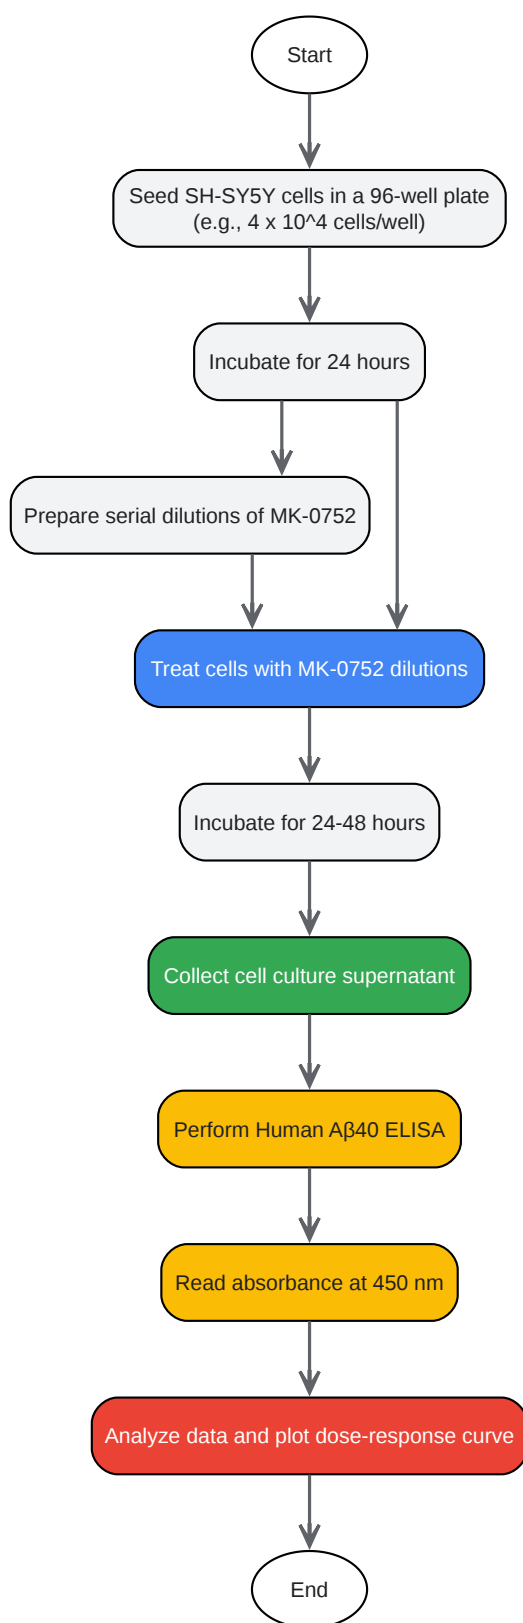 Start
Seed SH-SY5Y cells in a 96-well plate
(e.g., 4 x 10^4 cells/well)
Incubate for 24 hours
Prepare serial dilutions of MK-0752
Treat cells with MK-0752 dilutions
Incubate for 24-48 hours
Collect cell culture supernatant
Perform Human Aβ40 ELISA
Read absorbance at 450 nm
Analyze data and plot dose-response curve
End